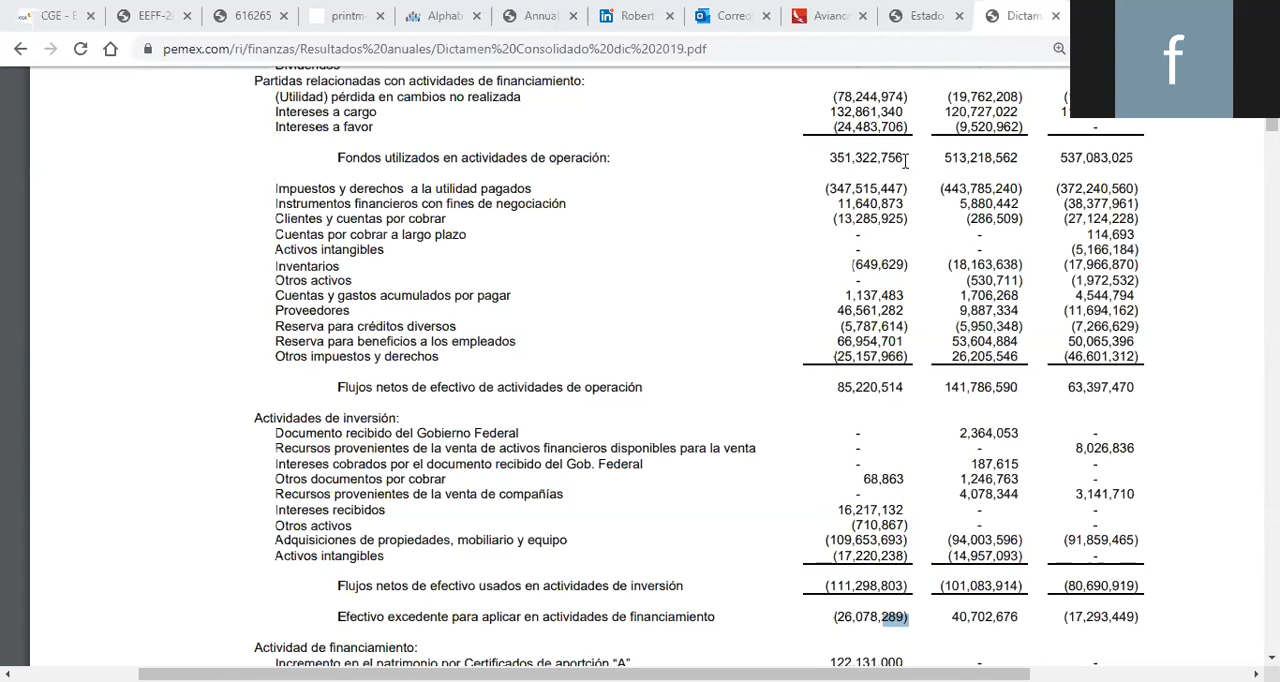 CGE - E
EEFF-2
616265
printm
Alphab
Annua
Robert
Correo
Avianc
Estado
Dictam
pemex.com/ri/finanzas/Resultados%20anuales/Dictamen%20Consolidado%20dic%202019.pdf
f
Partidas relacionadas con actividades de financiamiento:
(Utilidad) pérdida en cambios no realizada (78,244,974) (19,762,208)
Intereses a cargo 132,861,340 120,727,022
Intereses a favor (24,483,706) (9,520,962) -
Fondos utilizados en actividades de operación: 351,322,756 513,218,562 537,083,025
Impuestos y derechos a la utilidad pagados (347,515,447) (443,785,240) (372,240,560)
Instrumentos financieros con fines de negociación 11,640,873 5,880,442 (38,377,961)
Clientes y cuentas por cobrar (13,285,925) (286,509) (27,124,228)
Cuentas por cobrar a largo plazo - - 114,693
Activos intangibles - - (5,166,184)
Inventarios (649,629) (18,163,638) (17,966,870)
Otros activos - (530,711) (1,972,532)
Cuentas y gastos acumulados por pagar 1,137,483 1,706,268 4,544,794
Proveedores 46,561,282 9,887,334 (11,694,162)
Reserva para créditos diversos (5,787,614) (5,950,348) (7,266,629)
Reserva para beneficios a los empleados 66,954,701 53,604,884 50,065,396
Otros impuestos y derechos (25,157,966) 26,205,546 (46,601,312)
Flujos netos de efectivo de actividades de operación 85,220,514 141,786,590 63,397,470
Actividades de inversión:
Documento recibido del Gobierno Federal - 2,364,053 -
Recursos provenientes de la venta de activos financieros disponibles para la venta - - 8,026,836
Intereses cobrados por el documento recibido del Gob. Federal - 187,615 -
Otros documentos por cobrar 68,863 1,246,763 -
Recursos provenientes de la venta de compañías - 4,078,344 3,141,710
Intereses recibidos 16,217,132 - -
Otros activos (710,867) - -
Adquisiciones de propiedades, mobiliario y equipo (109,653,693) (94,003,596) (91,859,465)
Activos intangibles (17,220,238) (14,957,093) -
Flujos netos de efectivo usados en actividades de inversión (111,298,803) (101,083,914) (80,690,919)
Efectivo excedente para aplicar en actividades de financiamiento (26,078,289) 40,702,676 (17,293,449)
Actividad de financiamiento:
Incremento en el patrimonio por Certificados de aportción "A" 122,131,000 - -